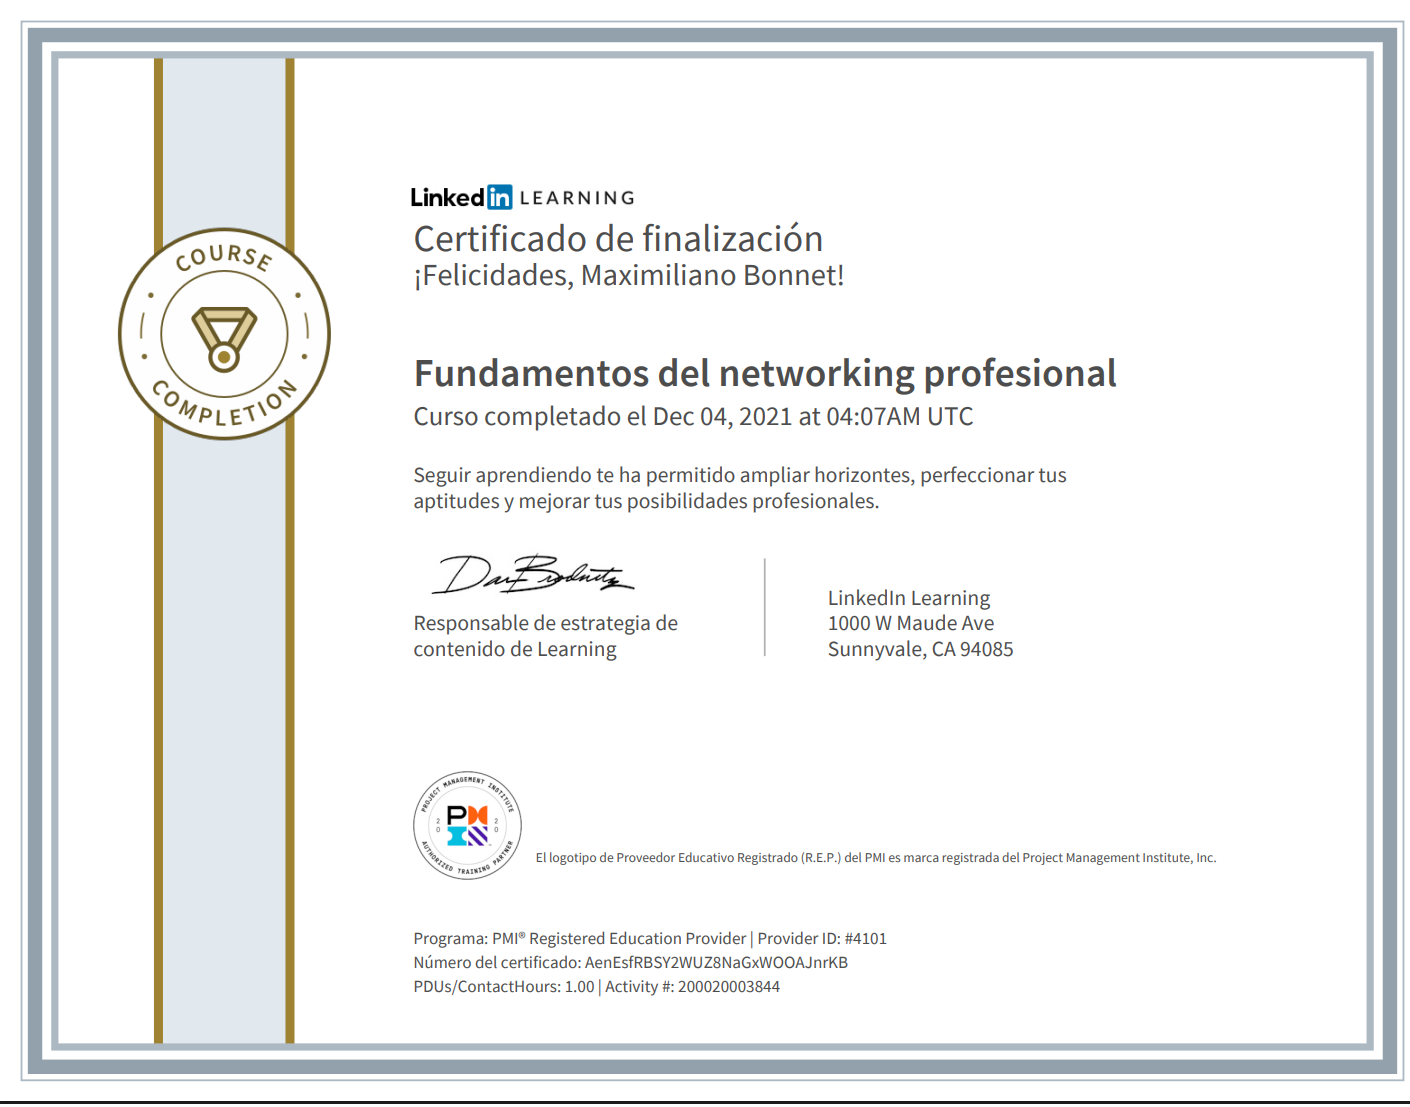 COURSE
COMPLETION
Linked in LEARNING
Certificado de finalización
¡Felicidades, Maximiliano Bonnet!
Fundamentos del networking profesional
Curso completado el Dec 04, 2021 at 04:07AM UTC
Seguir aprendiendo te ha permitido ampliar horizontes, perfeccionar tus
aptitudes y mejorar tus posibilidades profesionales.
Responsable de estrategia de
contenido de Learning
LinkedIn Learning
1000 W Maude Ave
Sunnyvale, CA 94085
PROJECT MANAGEMENT INSTITUTE
2020
PM
AUTHORIZED TRAINING PARTNER
El logotipo de Proveedor Educativo Registrado (R.E.P.) del PMI es marca registrada del Project Management Institute, Inc.
Programa: PMI® Registered Education Provider | Provider ID: #4101
Número del certificado: AenEsfRBSY2WUZ8NaGxWOOAJnrKB
PDUs/ContactHours: 1.00 | Activity #: 200020003844